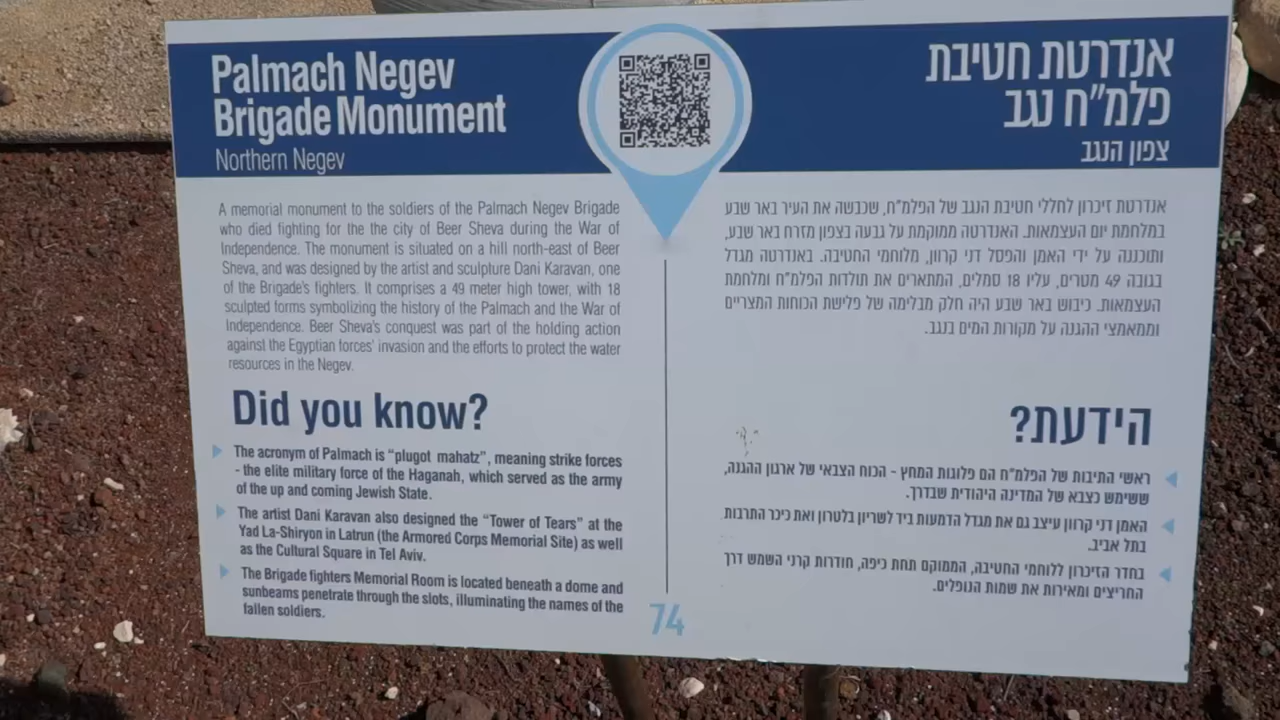 Palmach Negev
Brigade Monument
Northern Negev
A memorial monument to the soldiers of the Palmach Negev Brigade
who died fighting for the the city of Beer Sheva during the War of
Independence. The monument is situated on a hill north-east of Beer
Sheva, and was designed by the artist and sculpture Dani Karavan, one
of the Brigade's fighters. It comprises a 49 meter high tower, with 18
sculpted forms symbolizing the history of the Palmach and the War of
Independence. Beer Sheva's conquest was part of the holding action
against the Egyptian forces' invasion and the efforts to protect the water
resources in the Negev.
Did you know?
The acronym of Palmach is "plugot mahatz", meaning strike forces
- the elite military force of the Haganah, which served as the army
of the up and coming Jewish State.
The artist Dani Karavan also designed the "Tower of Tears" at the
Yad La-Shiryon in Latrun (the Armored Corps Memorial Site) as well
as the Cultural Square in Tel Aviv.
The Brigade fighters Memorial Room is located beneath a dome and
sunbeams penetrate through the slots, illuminating the names of the
fallen soldiers.
אנדרטת חטיבת
פלמ"ח נגב
צפון הנגב
אנדרטת זיכרון לחללי חטיבת הנגב של הפלמ"ח, שכבשה את העיר באר שבע
במלחמת יום העצמאות. האנדרטה ממוקמת על גבעה בצפון מזרח באר שבע,
ותוכננה על ידי האמן והפסל דני קרוון, מלוחמי החטיבה. באנדרטה מגדל
בגובה 49 מטרים, עליו 18 סמלים, המתארים את תולדות הפלמ"ח ומלחמת
העצמאות. כיבוש באר שבע היה חלק מבלימה של פלישת הכוחות המצריים
וממאמצי ההגנה על מקורות המים בנגב.
הידעת?
ראשי התיבות של הפלמ"ח הם פלוגות המחץ - הכוח הצבאי של ארגון ההגנה,
ששימש כצבא של המדינה היהודית שבדרך.
האמן דני קרוון עיצב גם את מגדל הדמעות ביד לשריון בלטרון ואת כיכר התרבות
בתל אביב.
בחדר הזיכרון ללוחמי החטיבה, הממוקם תחת כיפה, חודרות קרני השמש דרך
החריצים ומאירות את שמות הנופלים.
74